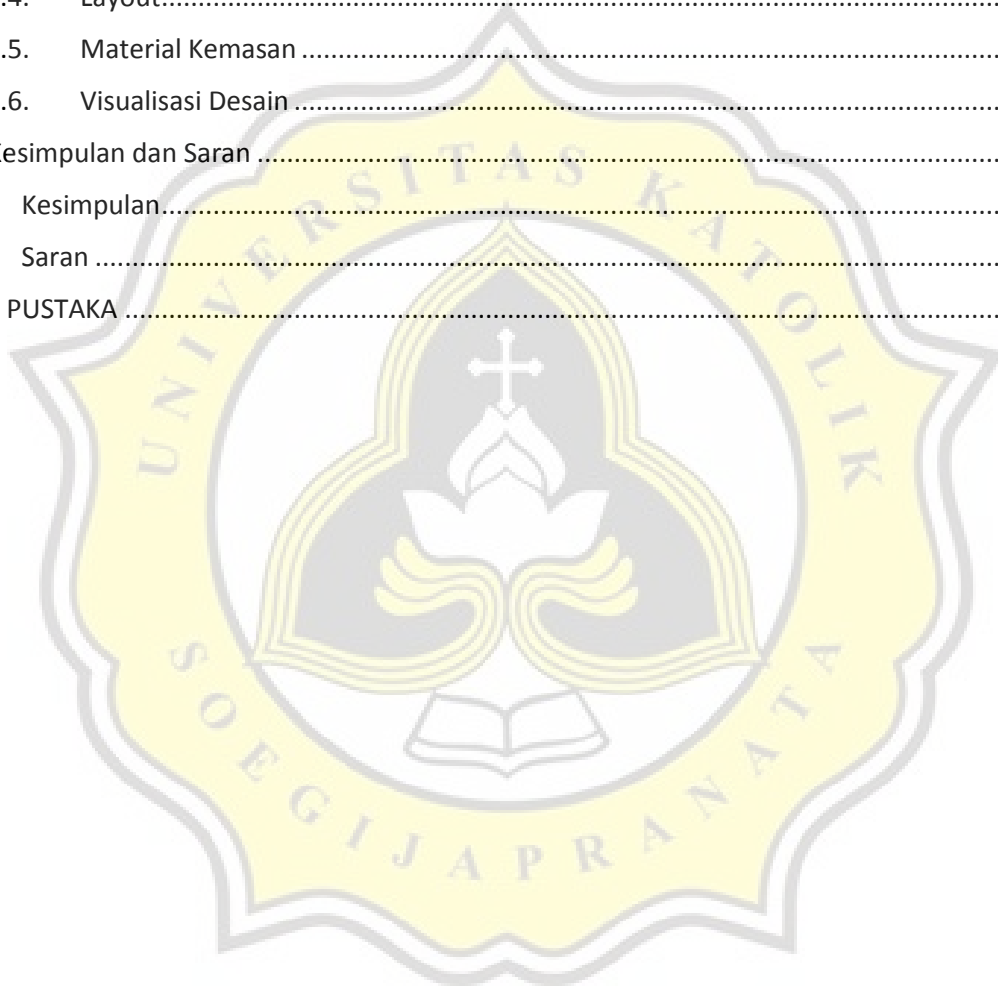 .4. Layout
.5. Material Kemasan
.6. Visualisasi Desain
Kesimpulan dan Saran
Kesimpulan
Saran
PUSTAKA
UNIVERSITAS KATOLIK
SOEGIJAPRANATA